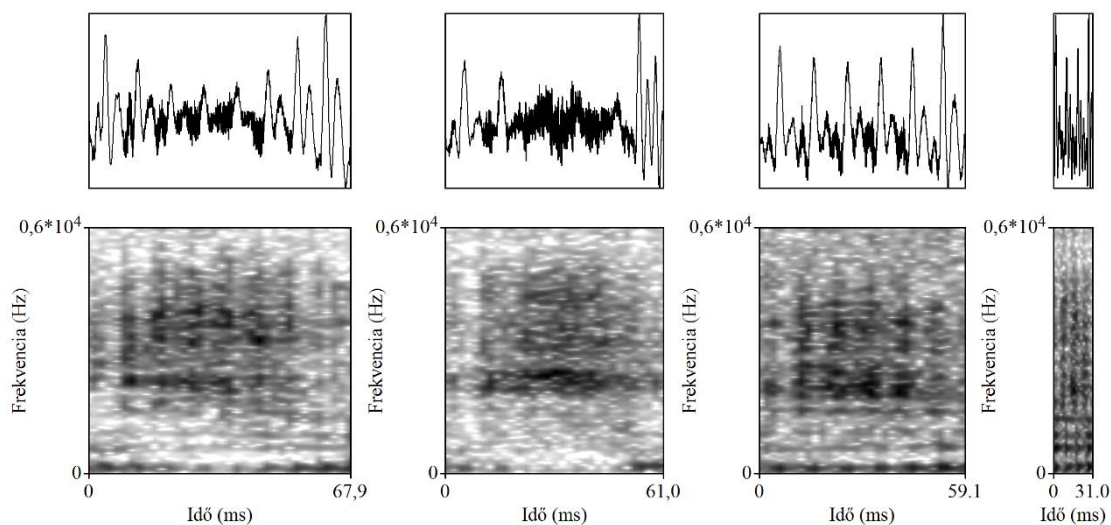 0,6*10⁴ 0,6*10⁴ 0,6*10⁴ 0,6*10⁴
Frekvencia (Hz) Frekvencia (Hz) Frekvencia (Hz) Frekvencia (Hz)
0 0 0 0
0 67,9 0 61,0 0 59.1 0 31.0
Idő (ms) Idő (ms) Idő (ms) Idő (ms)